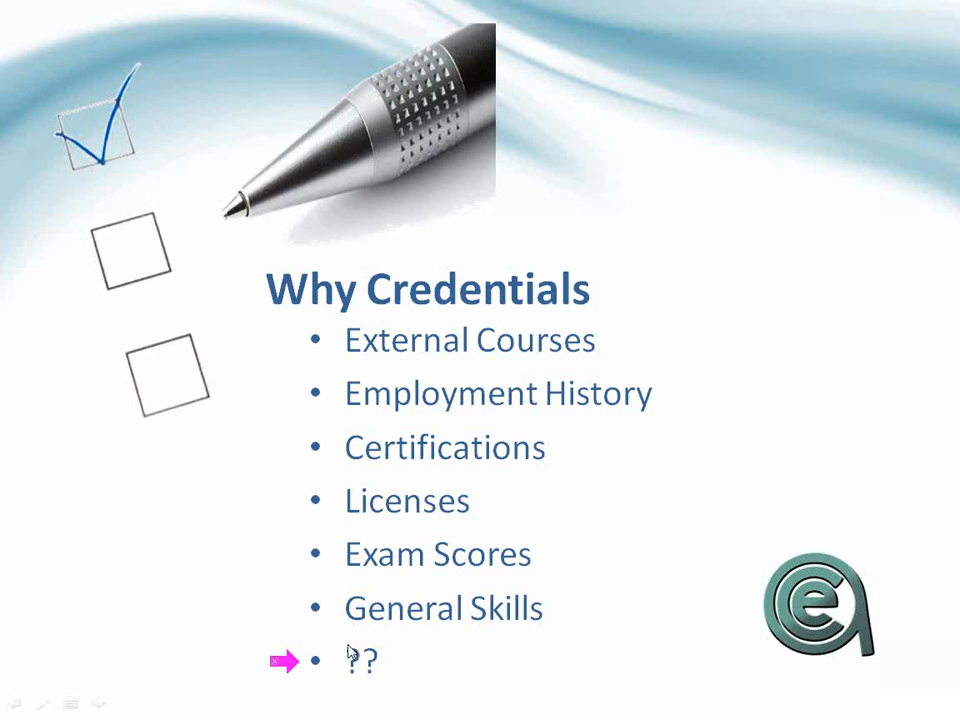 Why Credentials
• External Courses
• Employment History
• Certifications
• Licenses
• Exam Scores
• General Skills
• ??